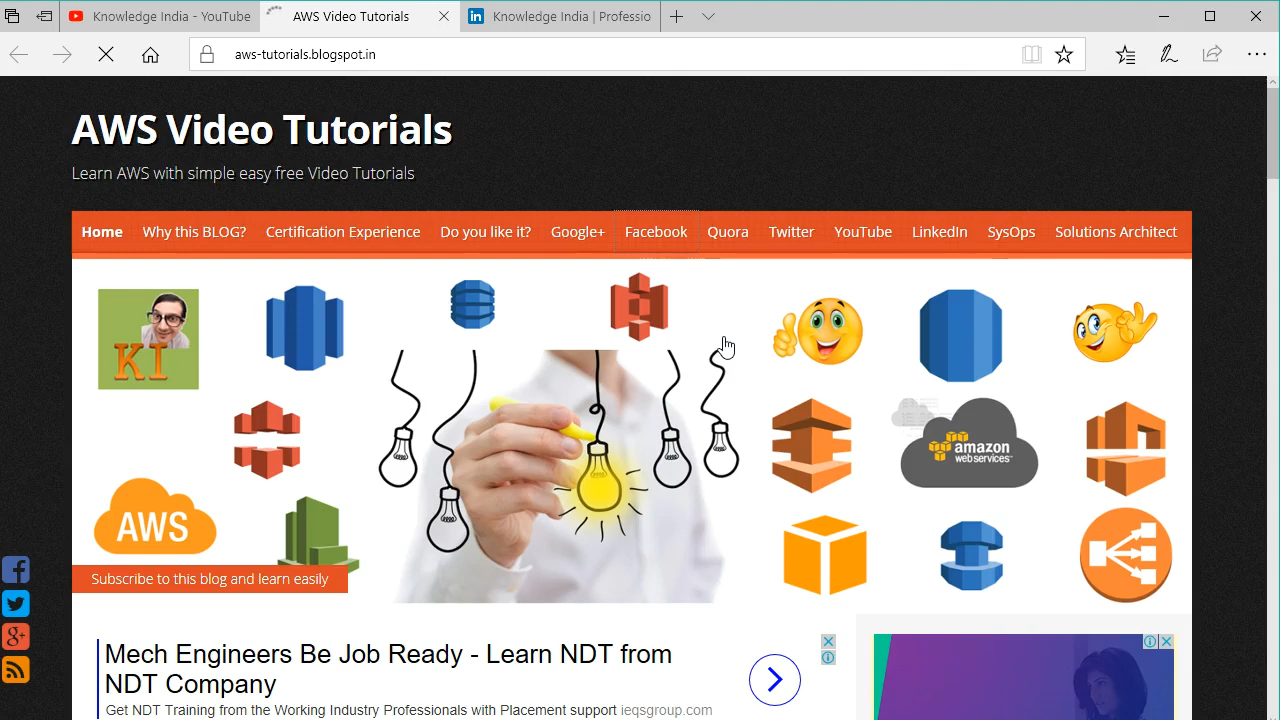 Knowledge India - YouTube
AWS Video Tutorials
Knowledge India | Professio
aws-tutorials.blogspot.in
AWS Video Tutorials
Learn AWS with simple easy free Video Tutorials
Home Why this BLOG? Certification Experience Do you like it? Google+ Facebook Quora Twitter YouTube LinkedIn SysOps Solutions Architect
KI
amazon
webservices™
AWS
Subscribe to this blog and learn easily
Mech Engineers Be Job Ready - Learn NDT from
NDT Company
Get NDT Training from the Working Industry Professionals with Placement support ieqsgroup.com